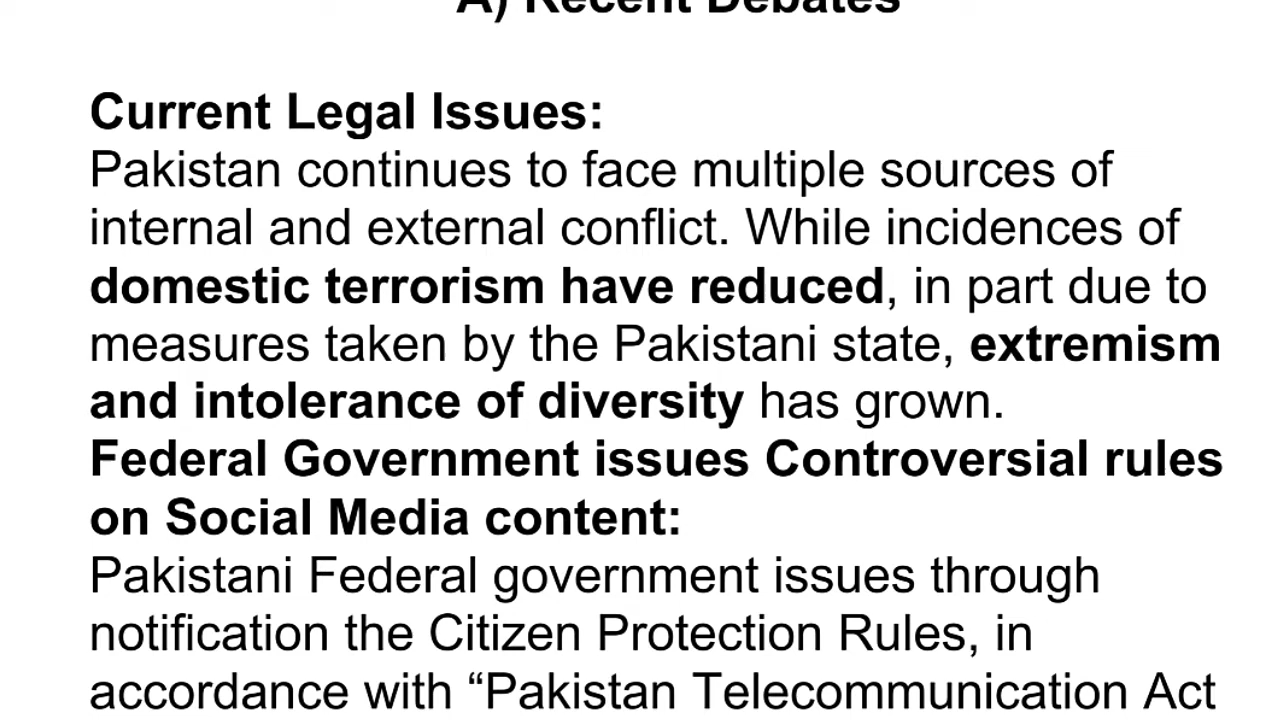 A) Recent Debates
Current Legal Issues:
Pakistan continues to face multiple sources of
internal and external conflict. While incidences of
domestic terrorism have reduced, in part due to
measures taken by the Pakistani state, extremism
and intolerance of diversity has grown.
Federal Government issues Controversial rules
on Social Media content:
Pakistani Federal government issues through
notification the Citizen Protection Rules, in
accordance with “Pakistan Telecommunication Act